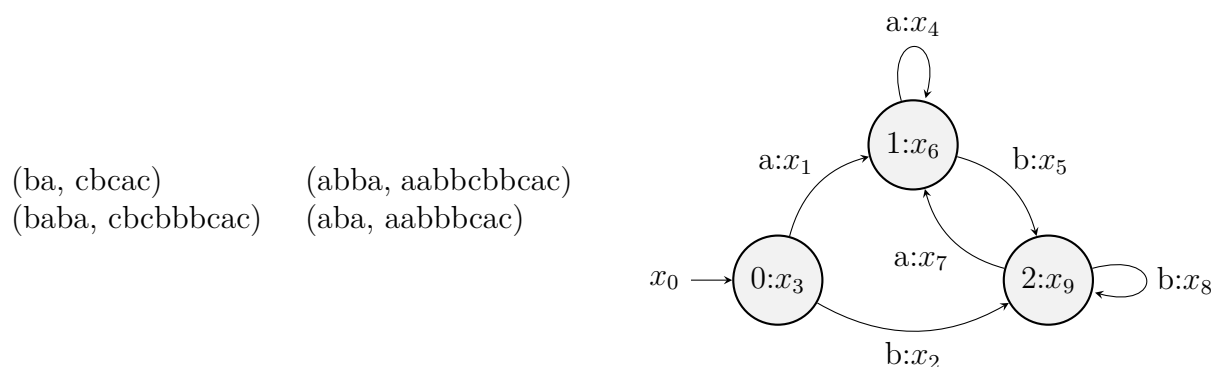 (ba, cbcac) (abba, aabbcbbcac)
(baba, cbcbbbcac) (aba, aabbbcac)
a:x₄
1:x₆
a:x₁
b:x₅
a:x₇
x₀
0:x₃
2:x₉
b:x₈
b:x₂